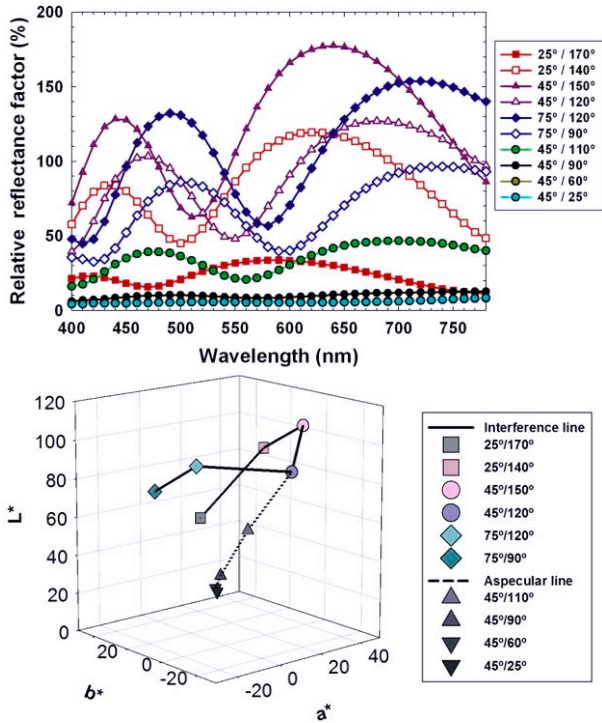 200
150
100
50
0
Relative reflectance factor (%)
400 450 500 550 600 650 700 750
Wavelength (nm)
25º / 170º
25º / 140º
45º / 150º
45º / 120º
75º / 120º
75º / 90º
45º / 110º
45º / 90º
45º / 60º
45º / 25º
120
100
80
60
40
20
0
L*
20
0
-20
b*
-20
0
20
40
a*
Interference line
25º/170º
25º/140º
45º/150º
45º/120º
75º/120º
75º/90º
Aspecular line
45º/110º
45º/90º
45º/60º
45º/25º